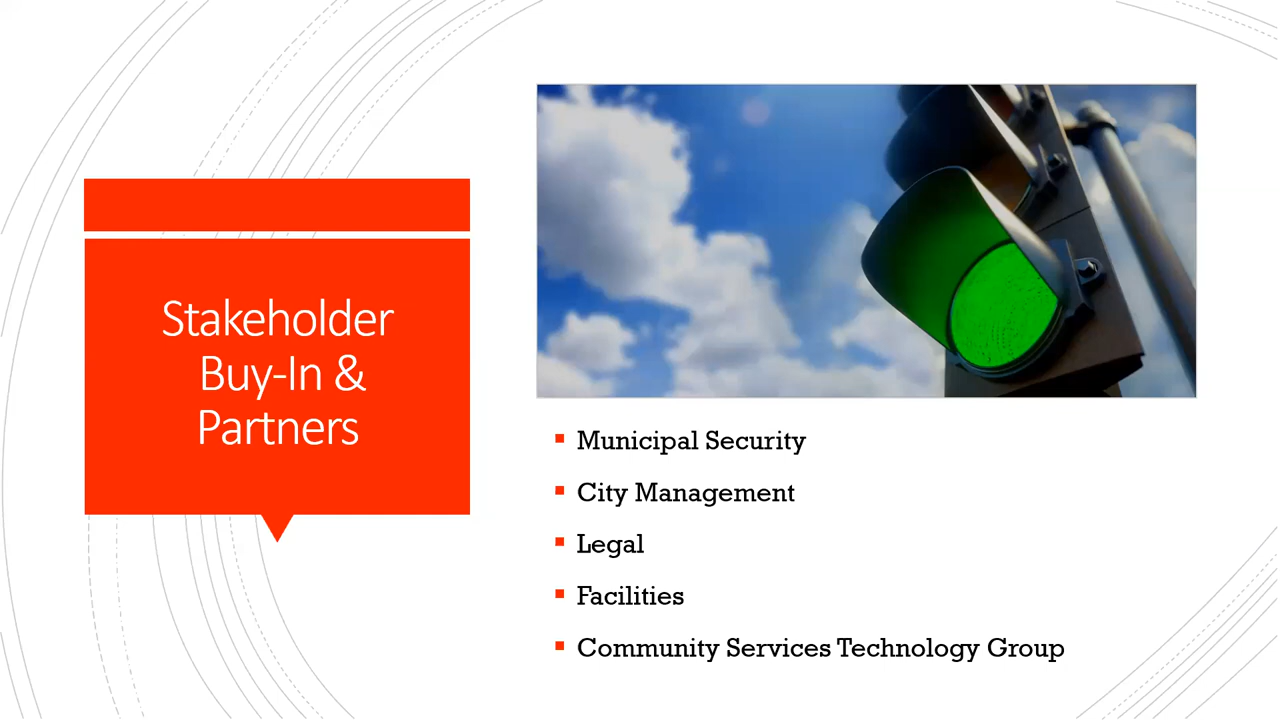 Stakeholder
Buy-In &
Partners
Municipal Security
City Management
Legal
Facilities
Community Services Technology Group